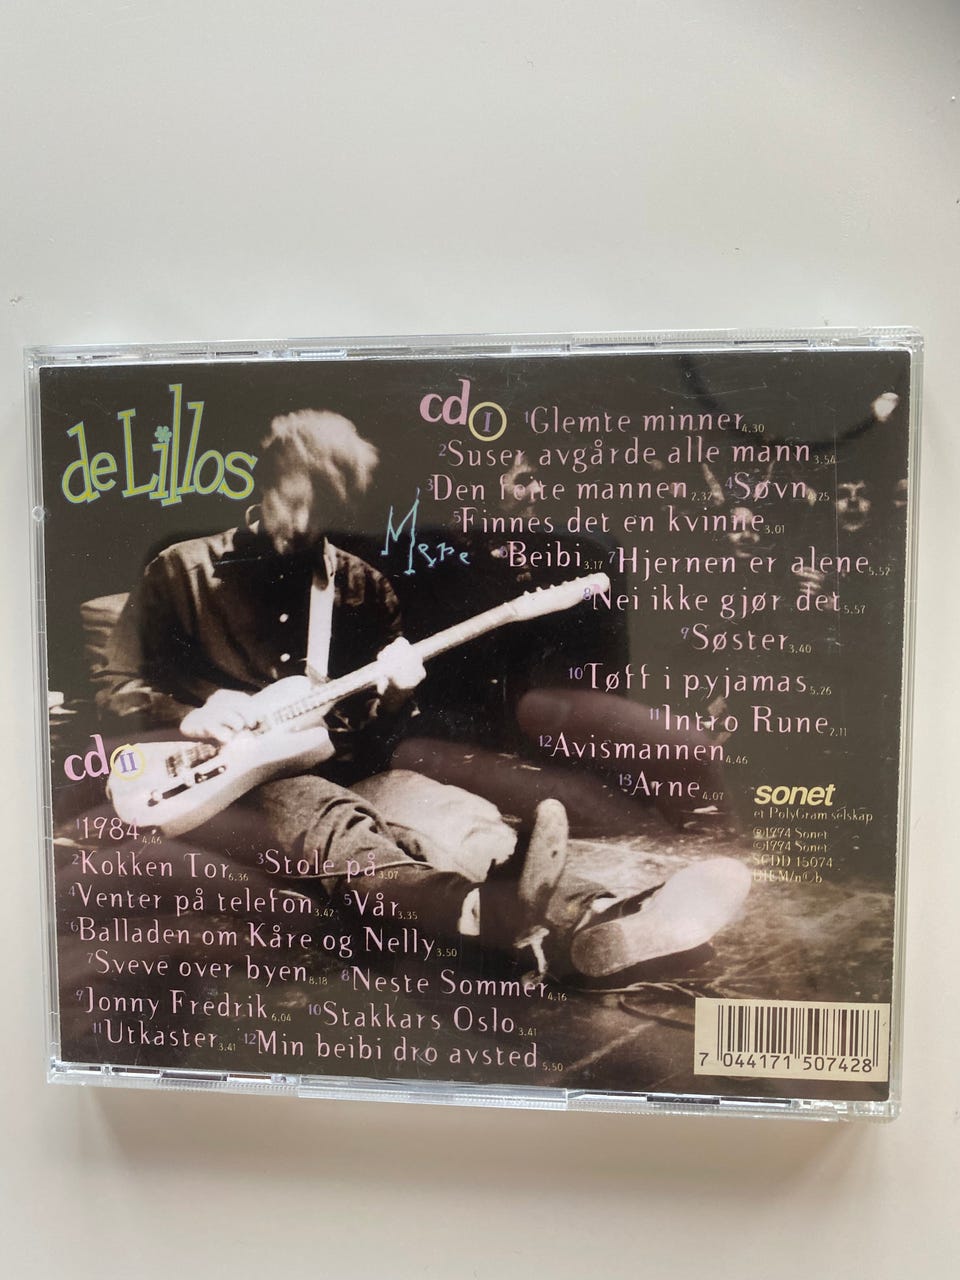 deLillos
Mere
cd I 1 Glemte minner 4.30
2 Suser avgårde alle mann 3.54
3 Den feite mannen 2.32 4 Søvn 4.25
5 Finnes det en kvinne 3.01
6 Beibi 3.17 7 Hjernen er alene 5.52
8 Nei ikke gjør det 5.57
9 Søster 3.40
10 Tøff i pyjamas 5.26
11 Intro Rune 2.11
12 Avismannen 4.46
13 Arne 4.07
cd II
1 1984 4.46
2 Kokken Tor 6.36 3 Stole på 3.07
4 Venter på telefon 3.42 5 Vår 3.35
6 Balladen om Kåre og Nelly 3.50
7 Sveve over byen 8.18 8 Neste Sommer 4.16
9 Jonny Fredrik 6.04 10 Stakkars Oslo 3.41
11 Utkaster 3.41 12 Min beibi dro avsted 5.50
sonet
et PolyGram selskap
℗1994 Sonet
©1994 Sonet
SCDD 15074
BIEM/n©b
7 044171 507428